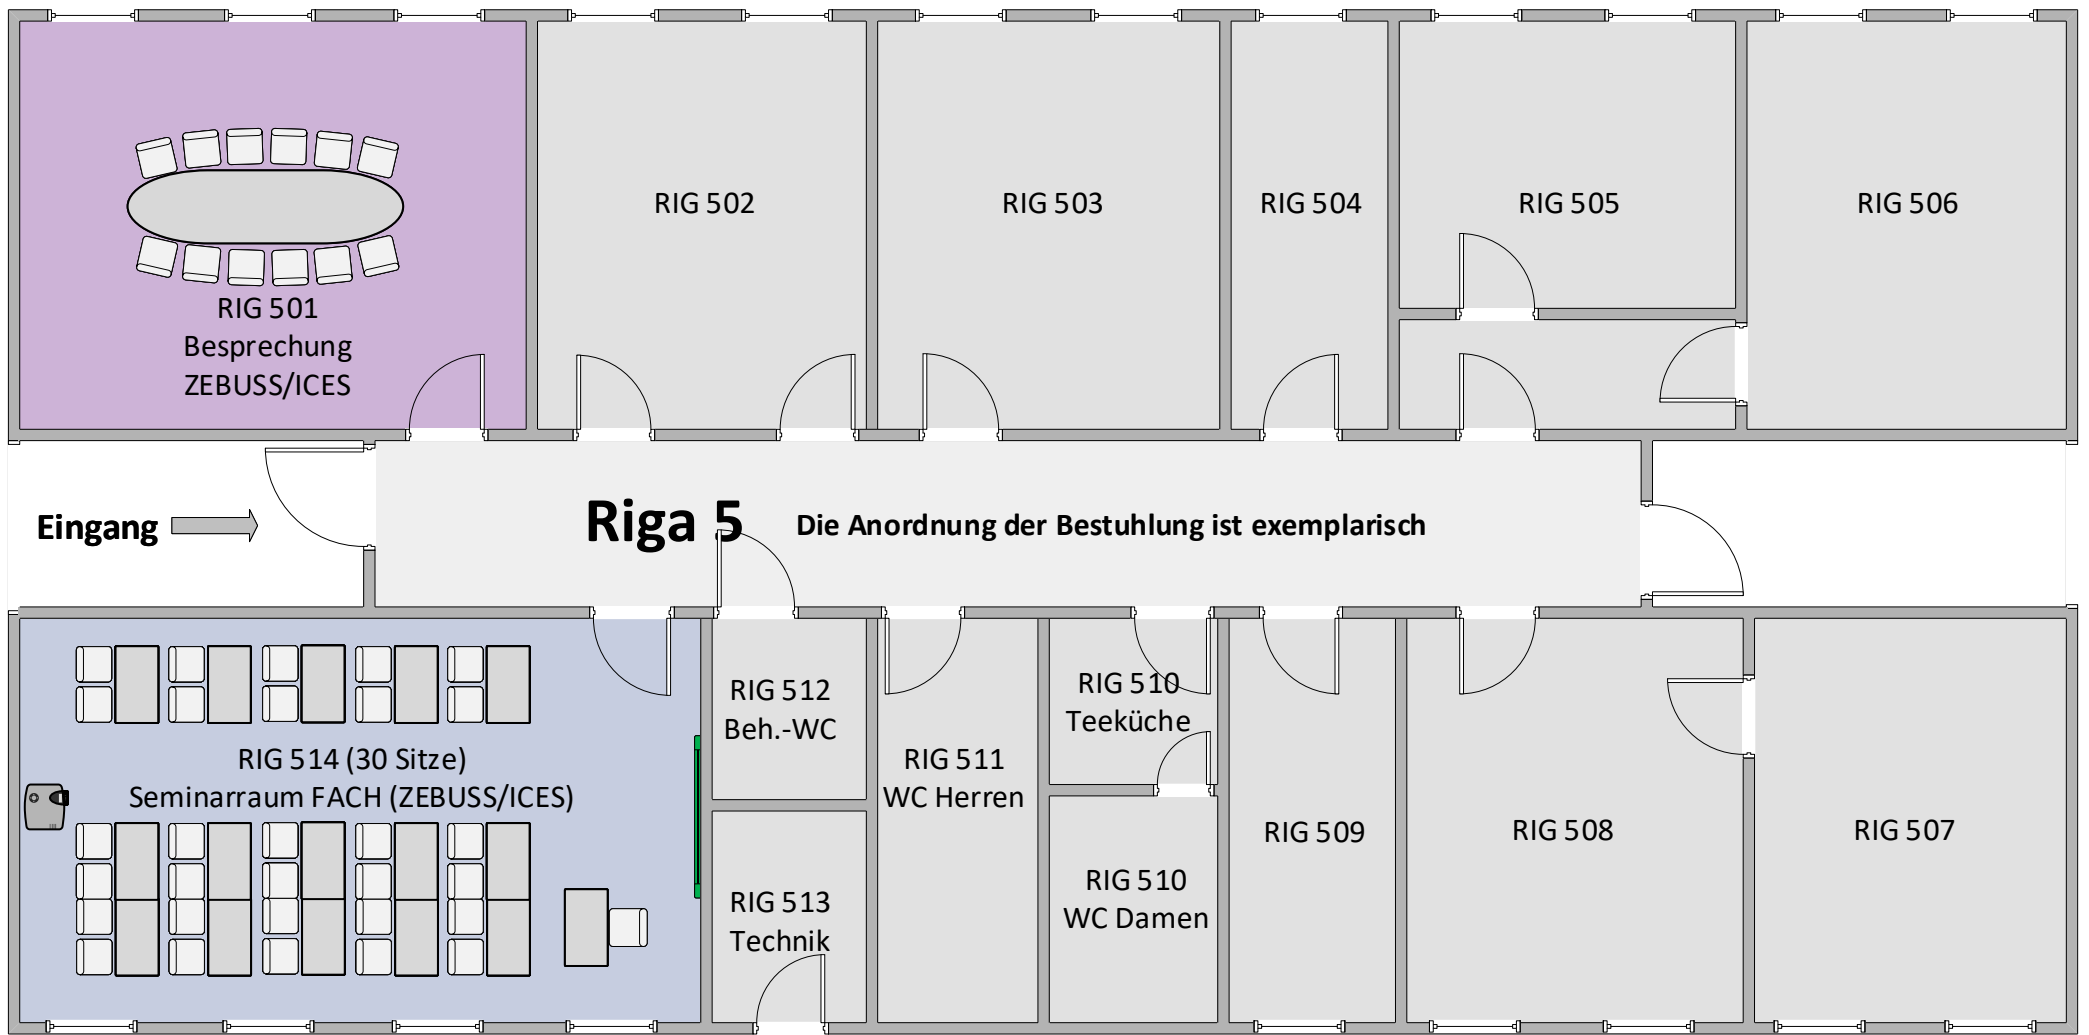 RIG 501
Besprechung
ZEBUSS/ICES
RIG 502
RIG 503
RIG 504
RIG 505
RIG 506
Eingang
Riga 5
Die Anordnung der Bestuhlung ist exemplarisch
RIG 514 (30 Sitze)
Seminarraum FACH (ZEBUSS/ICES)
RIG 512
Beh.-WC
RIG 513
Technik
RIG 511
WC Herren
RIG 510
Teeküche
RIG 510
WC Damen
RIG 509
RIG 508
RIG 507